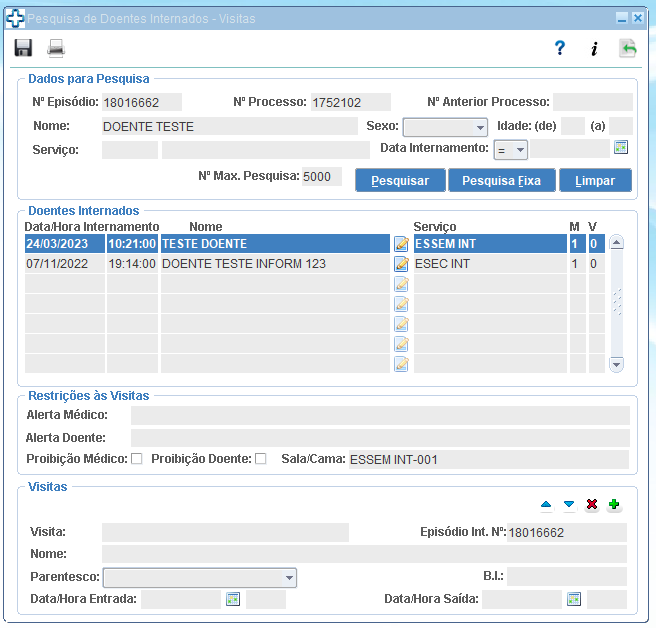 Pesquisa de Doentes Internados - Visitas
? i
Dados para Pesquisa
Nº Episódio: 18016662 Nº Processo: 1752102 Nº Anterior Processo:
Nome: DOENTE TESTE Sexo: Idade: (de) (a)
Serviço: Data Internamento: =
Nº Max. Pesquisa: 5000 Pesquisar Pesquisa Fixa Limpar
Doentes Internados
Data/Hora Internamento Nome Serviço M V
24/03/2023 10:21:00 TESTE DOENTE ESSEM INT 1 0
07/11/2022 19:14:00 DOENTE TESTE INFORM 123 ESEC INT 1 0
Restrições às Visitas
Alerta Médico:
Alerta Doente:
Proibição Médico: Proibição Doente: Sala/Cama: ESSEM INT-001
Visitas
Visita: Episódio Int. Nº: 18016662
Nome:
Parentesco: B.I.:
Data/Hora Entrada: Data/Hora Saída: